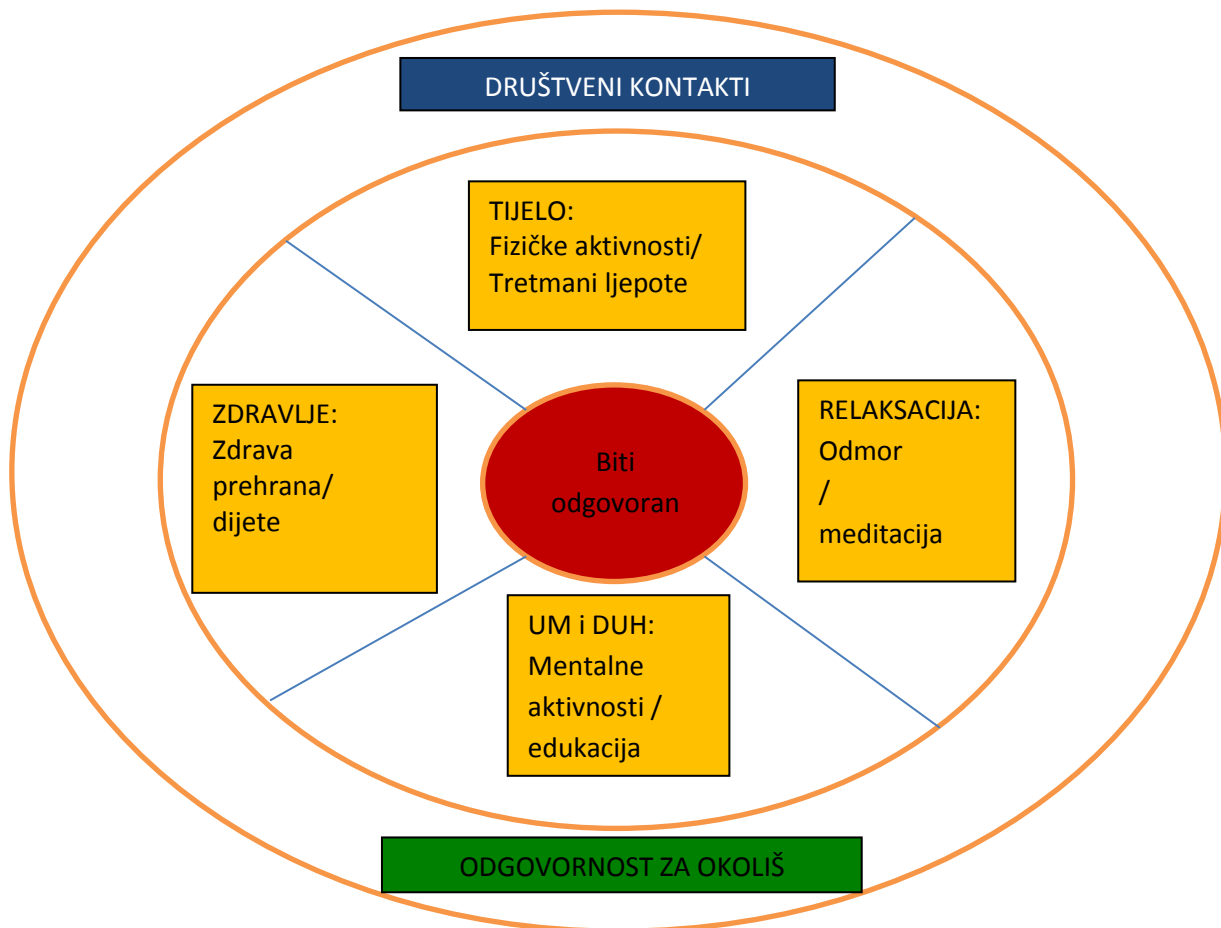 DRUŠTVENI KONTAKTI
TIJELO:
Fizičke aktivnosti/
Tretmani ljepote
ZDRAVLJE:
Zdrava
prehrana/
dijete
Biti
odgovoran
RELAKSACIJA:
Odmor
/
meditacija
UM i DUH:
Mentalne
aktivnosti /
edukacija
ODGOVORNOST ZA OKOLIŠ